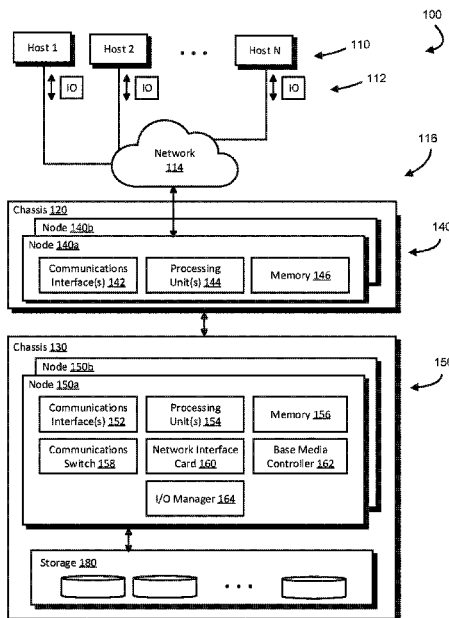 100
Host 1
Host 2
. . .
Host N
110
IO
IO
IO
112
Network
114
116
Chassis 120
Node 140b
Node 140a
140
Communications
Interface(s) 142
Processing
Unit(s) 144
Memory 146
Chassis 130
150
Node 150b
Node 150a
Communications
Interface(s) 152
Processing
Unit(s) 154
Memory 156
Communications
Switch 158
Network Interface
Card 160
Base Media
Controller 162
I/O Manager 164
Storage 180
. . .